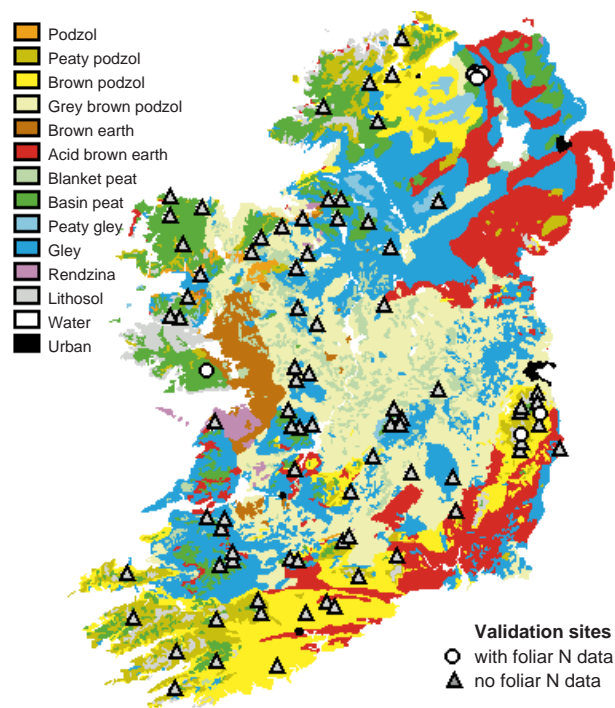 Podzol
Peaty podzol
Brown podzol
Grey brown podzol
Brown earth
Acid brown earth
Blanket peat
Basin peat
Peaty gley
Gley
Rendzina
Lithosol
Water
Urban
Validation sites
with foliar N data
no foliar N data